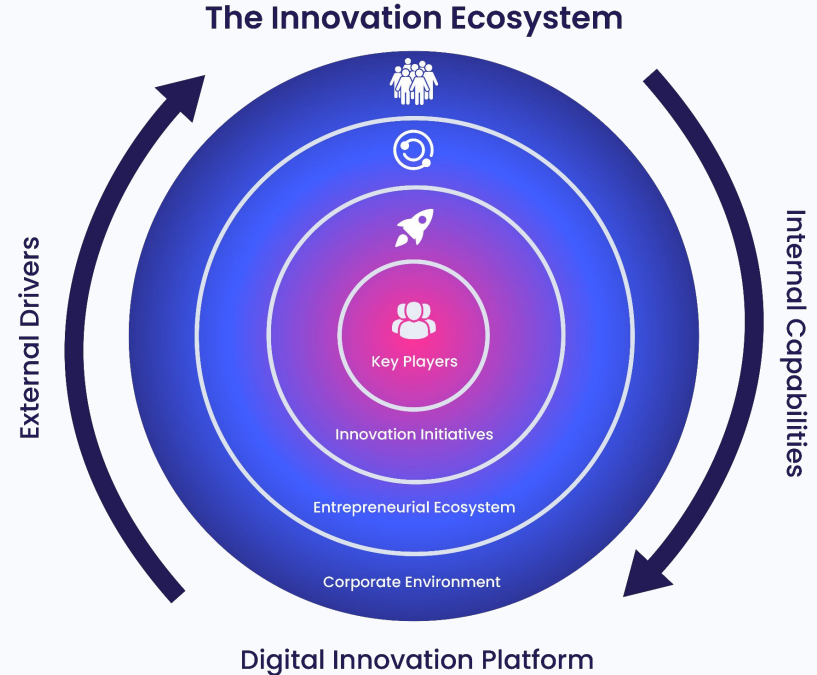 The Innovation Ecosystem
External Drivers
Internal Capabilities
Key Players
Innovation Initiatives
Entrepreneurial Ecosystem
Corporate Environment
Digital Innovation Platform